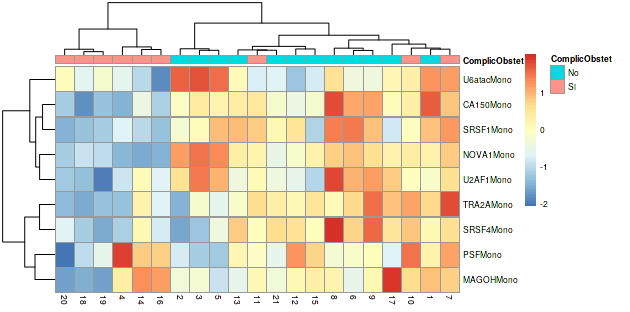 ComplicObstet
U6atacMono
CA150Mono
SRSF1Mono
NOVA1Mono
U2AF1Mono
TRA2AMono
SRSF4Mono
PSFMono
MAGOHMono
20 18 19 4 14 16 2 3 5 13 11 21 12 15 8 6 9 17 10 1 7
1
0
-1
-2
ComplicObstet
No
Si